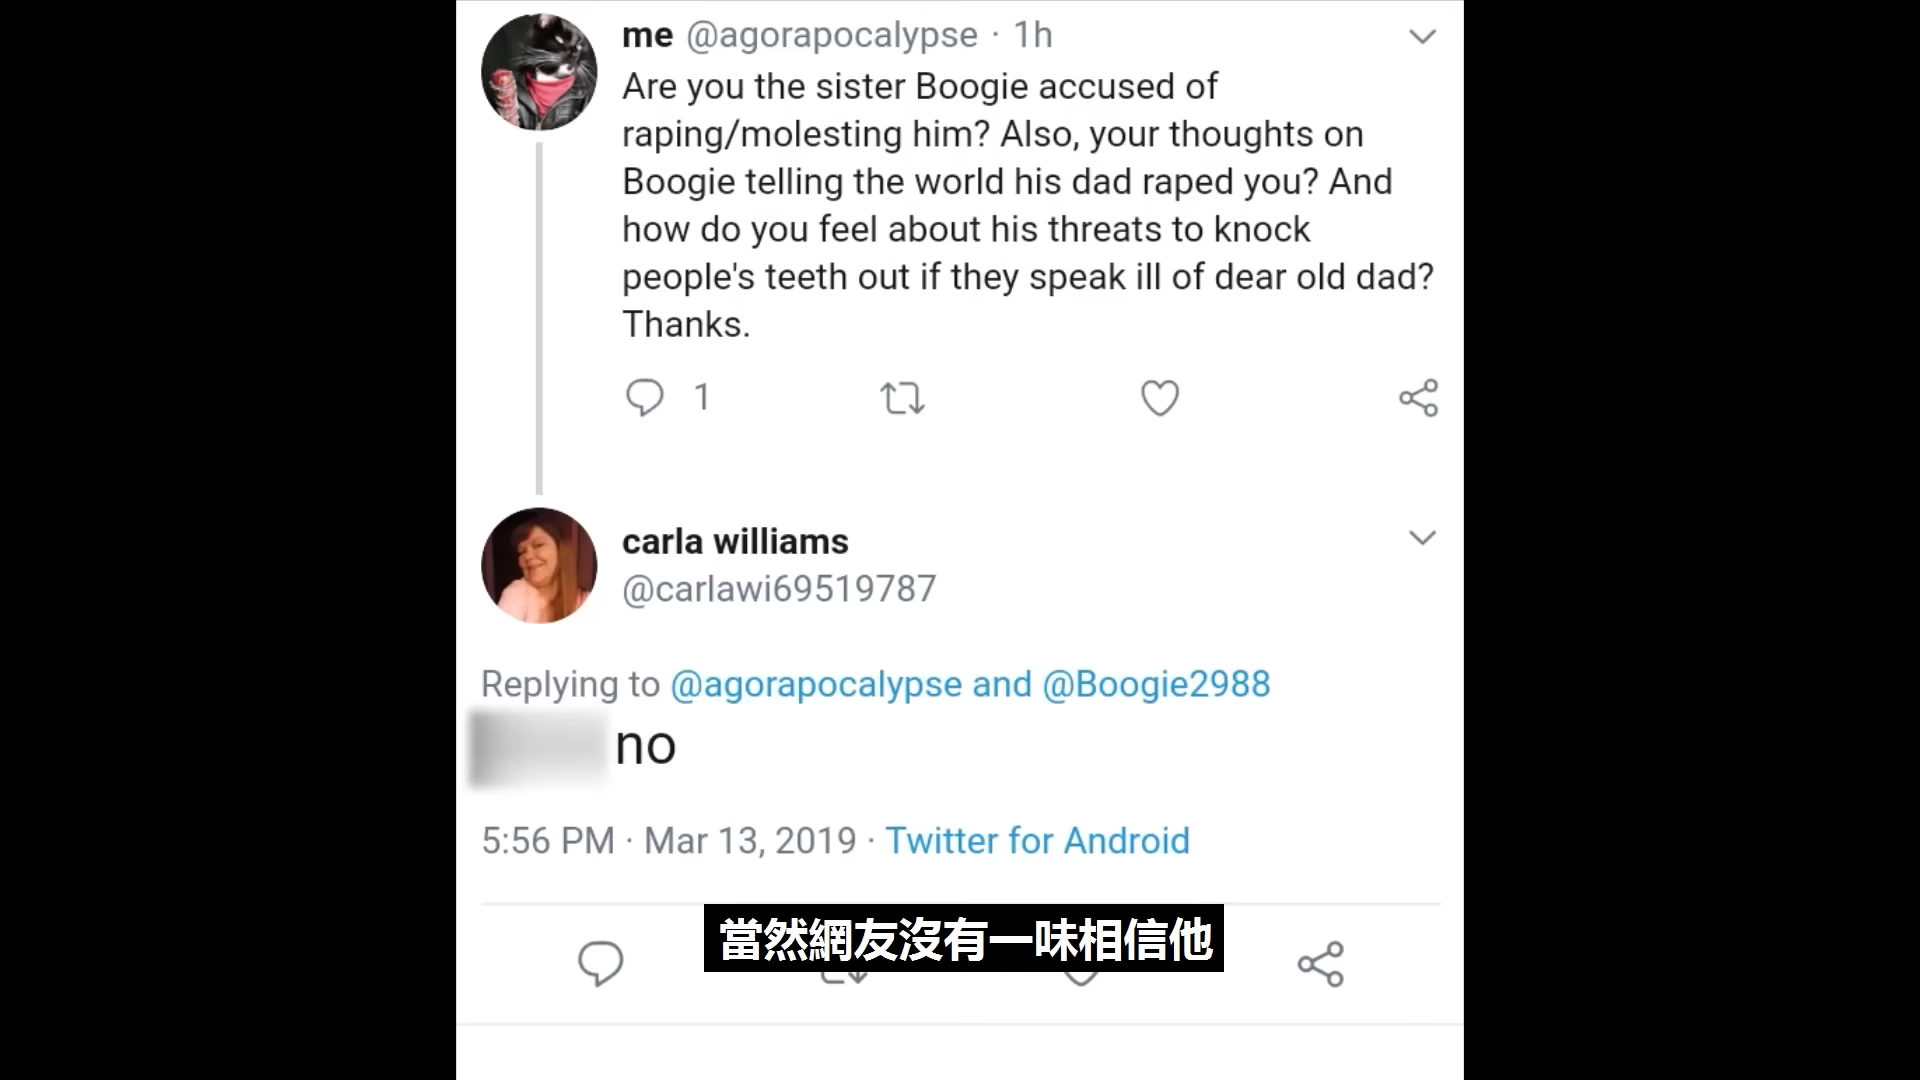 me @agorapocalypse · 1h
Are you the sister Boogie accused of
raping/molesting him? Also, your thoughts on
Boogie telling the world his dad raped you? And
how do you feel about his threats to knock
people's teeth out if they speak ill of dear old dad?
Thanks.
1
carla williams
@carlawi69519787
Replying to @agorapocalypse and @Boogie2988
no
5:56 PM · Mar 13, 2019 · Twitter for Android
當然網友沒有一味相信他